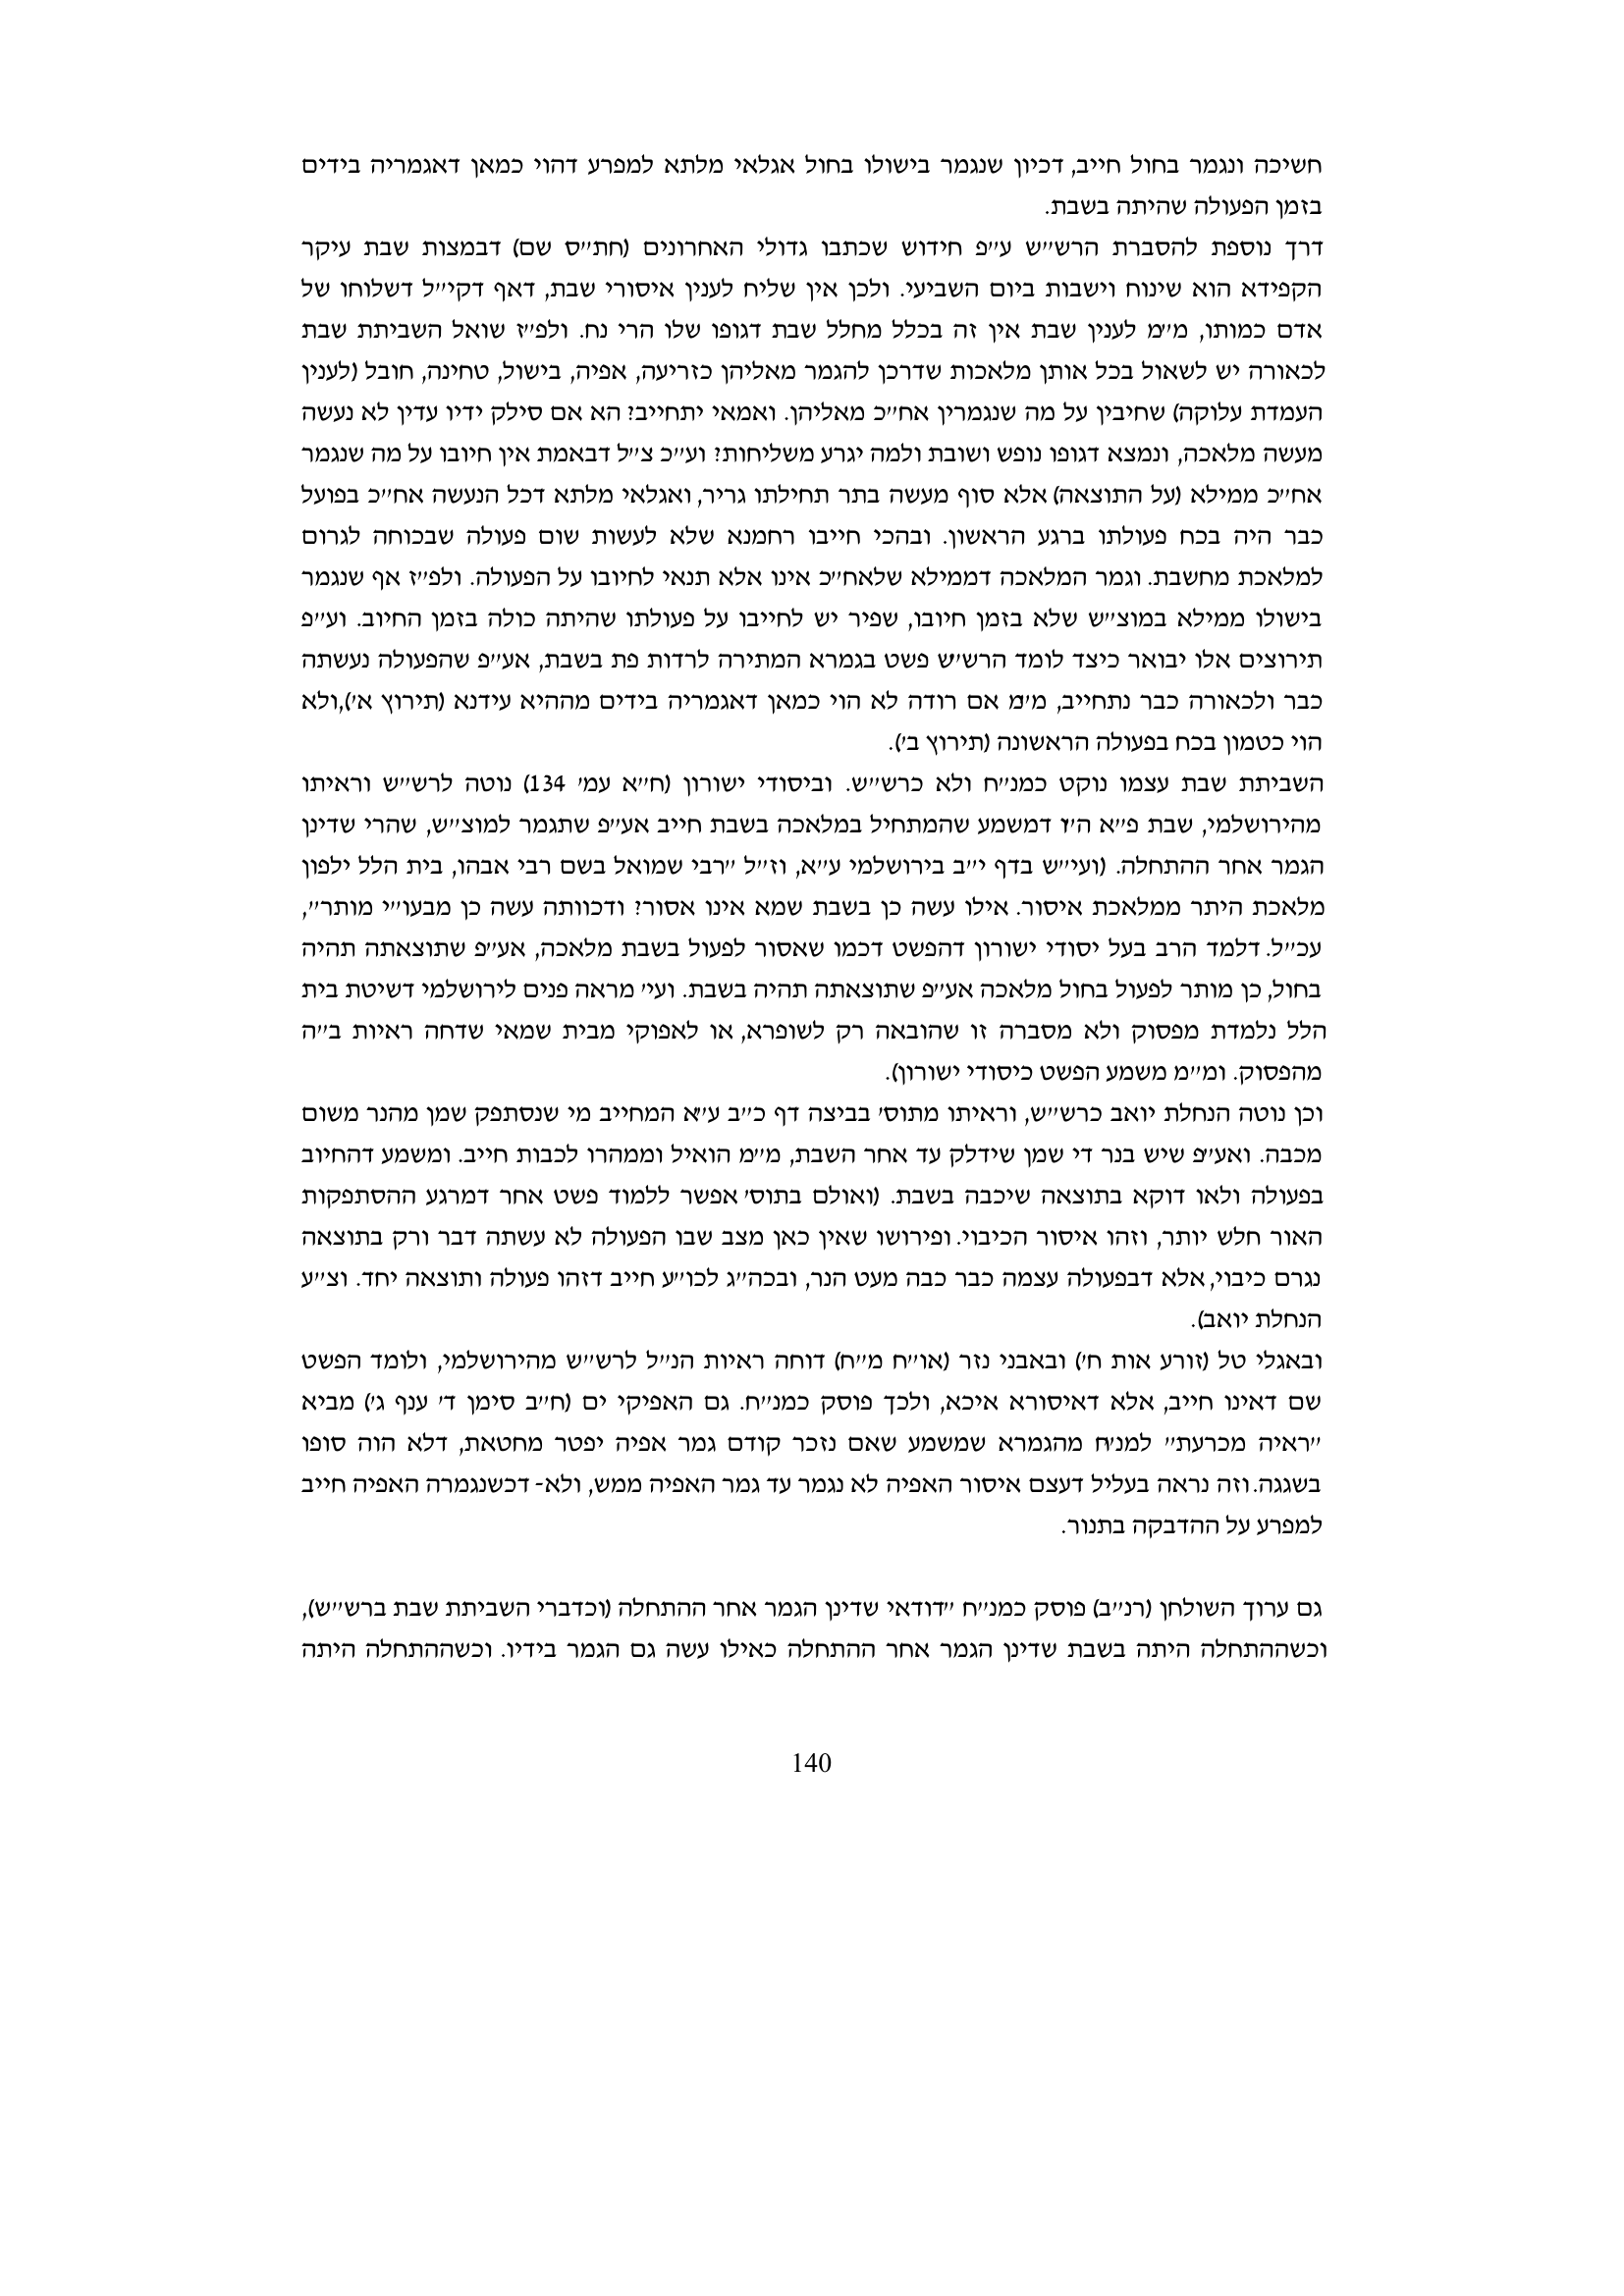 חשיכה ונגמר בחול חייב, דכיון שנגמר בישולו בחול אגלאי מלתא למפרע דהוי כמאן דאגמריה בידים
בזמן הפעולה שהיתה בשבת.
דרך נוספת להסברת הרש״ש ע״פ חידוש שכתבו גדולי האחרונים (חת״ס שם) דבמצות שבת עיקר
הקפידא הוא שינוח וישבות ביום השביעי. ולכן אין שליח לענין איסורי שבת, דאף דקי״ל דשלוחו של
אדם כמותו, מ״מ לענין שבת אין זה בכלל מחלל שבת דגופו שלו הרי נח. ולפ״ז שואל השביתת שבת
לכאורה יש לשאול בכל אותן מלאכות שדרכן להגמר מאליהן כזריעה, אפיה, בישול, טחינה, חובל (לענין
העמדת עלוקה) שחיבין על מה שנגמרין אח״כ מאליהן. ואמאי יתחייב? הא אם סילק ידיו עדין לא נעשה
מעשה מלאכה, ונמצא דגופו נופש ושובת ולמה יגרע משליחות? וע״כ צ״ל דבאמת אין חיובו על מה שנגמר
אח״כ ממילא (על התוצאה) אלא סוף מעשה בתר תחילתו גריר, ואגלאי מלתא דכל הנעשה אח״כ בפועל
כבר היה בכח פעולתו ברגע הראשון. ובהכי חייבו רחמנא שלא לעשות שום פעולה שבכוחה לגרום
למלאכת מחשבת. וגמר המלאכה דממילא שלאח״כ אינו אלא תנאי לחיובו על הפעולה. ולפ״ז אף שנגמר
בישולו ממילא במוצ״ש שלא בזמן חיובו, שפיר יש לחייבו על פעולתו שהיתה כולה בזמן החיוב. וע״פ
תירוצים אלו יבואר כיצד לומד הרש״ש פשט בגמרא המתירה לרדות פת בשבת, אע״פ שהפעולה נעשתה
כבר ולכאורה כבר נתחייב, מ״מ אם רודה לא הוי כמאן דאגמריה בידים מההיא עידנא (תירוץ א׳),ולא
הוי כטמון בכח בפעולה הראשונה (תירוץ ב׳).
השביתת שבת עצמו נוקט כמנ״ח ולא כרש״ש. וביסודי ישורון (ח״א עמ׳ 134) נוטה לרש״ש וראיתו
מהירושלמי, שבת פ״א ה״ו דמשמע שהמתחיל במלאכה בשבת חייב אע״פ שתגמר למוצ״ש, שהרי שדינן
הגמר אחר ההתחלה. (ועי״ש בדף י״ב בירושלמי ע״א, וז״ל ״רבי שמואל בשם רבי אבהו, בית הלל ילפון
מלאכת היתר ממלאכת איסור. אילו עשה כן בשבת שמא אינו אסור? ודכוותה עשה כן מבעו״י מותר״,
עכ״ל. דלמד הרב בעל יסודי ישורון דהפשט דכמו שאסור לפעול בשבת מלאכה, אע״פ שתוצאתה תהיה
בחול, כן מותר לפעול בחול מלאכה אע״פ שתוצאתה תהיה בשבת. ועי׳ מראה פנים לירושלמי דשיטת בית
הלל נלמדת מפסוק ולא מסברה זו שהובאה רק לשופרא, או לאפוקי מבית שמאי שדחה ראיות ב״ה
מהפסוק. ומ״מ משמע הפשט כיסודי ישורון).
וכן נוטה הנחלת יואב כרש״ש, וראיתו מתוס׳ בביצה דף כ״ב ע״א המחייב מי שנסתפק שמן מהנר משום
מכבה. ואע״פ שיש בנר די שמן שידלק עד אחר השבת, מ״מ הואיל וממהרו לכבות חייב. ומשמע דהחיוב
בפעולה ולאו דוקא בתוצאה שיכבה בשבת. (ואולם בתוס׳ אפשר ללמוד פשט אחר דמרגע ההסתפקות
האור חלש יותר, וזהו איסור הכיבוי. ופירושו שאין כאן מצב שבו הפעולה לא עשתה דבר ורק בתוצאה
נגרם כיבוי, אלא דבפעולה עצמה כבר כבה מעט הנר, ובכה״ג לכו״ע חייב דזהו פעולה ותוצאה יחד. וצ״ע
הנחלת יואב).
ובאגלי טל (זורע אות ח׳) ובאבני נזר (או״ח מ״ח) דוחה ראיות הנ״ל לרש״ש מהירושלמי, ולומד הפשט
שם דאינו חייב, אלא דאיסורא איכא, ולכך פוסק כמנ״ח. גם האפיקי ים (ח״ב סימן ד׳ ענף ג׳) מביא
״ראיה מכרעת״ למנ״ח מהגמרא שמשמע שאם נזכר קודם גמר אפיה יפטר מחטאת, דלא הוה סופו
בשגגה. וזה נראה בעליל דעצם איסור האפיה לא נגמר עד גמר האפיה ממש, ולא- דכשנגמרה האפיה חייב
למפרע על ההדבקה בתנור.
גם ערוך השולחן (רנ״ב) פוסק כמנ״ח ״דודאי שדינן הגמר אחר ההתחלה (וכדברי השביתת שבת ברש״ש),
וכשההתחלה היתה בשבת שדינן הגמר אחר ההתחלה כאילו עשה גם הגמר בידיו. וכשההתחלה היתה
140